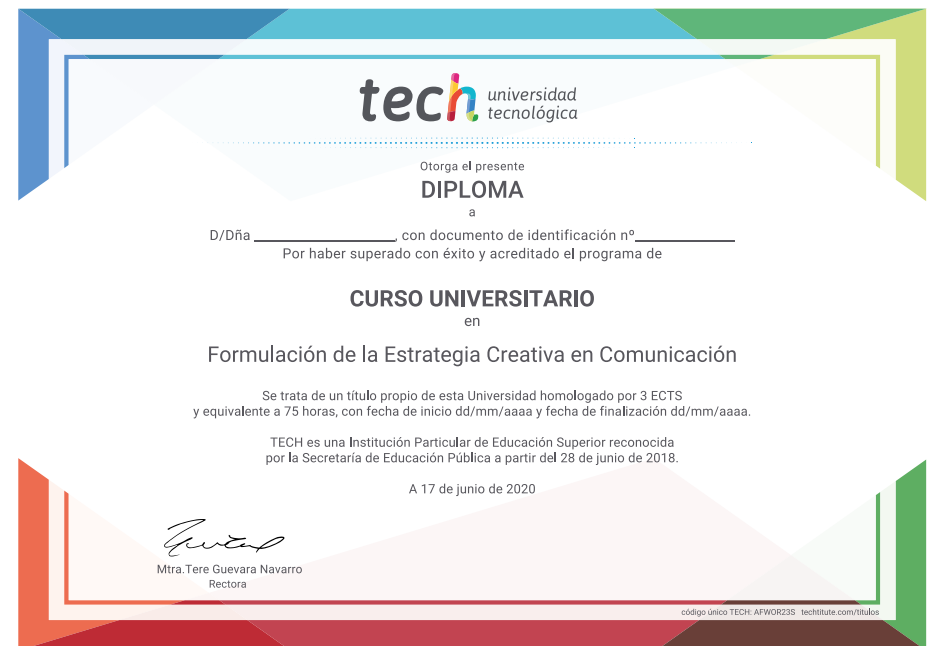 tech universidad
tecnológica
Otorga el presente
DIPLOMA
a
D/Dña ____________________, con documento de identificación nº______________
Por haber superado con éxito y acreditado el programa de
CURSO UNIVERSITARIO
en
Formulación de la Estrategia Creativa en Comunicación
Se trata de un título propio de esta Universidad homologado por 3 ECTS
y equivalente a 75 horas, con fecha de inicio dd/mm/aaaa y fecha de finalización dd/mm/aaaa.
TECH es una Institución Particular de Educación Superior reconocida
por la Secretaría de Educación Pública a partir del 28 de junio de 2018.
A 17 de junio de 2020
Mtra.Tere Guevara Navarro
Rectora
código único TECH: AFWOR23S techtitute.com/titulos